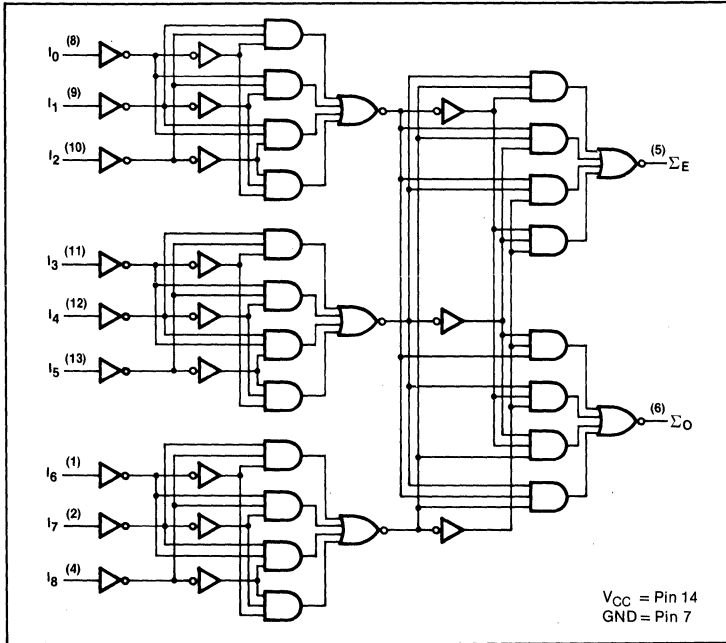 I0 (8)
I1 (9)
I2 (10)
(5) ΣE
I3 (11)
I4 (12)
I5 (13)
(6) ΣO
I6 (1)
I7 (2)
I8 (4)
VCC = Pin 14
GND = Pin 7